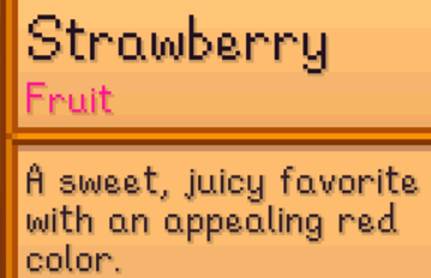 Strawberry
Fruit
A sweet, juicy favorite
with an appealing red
color.